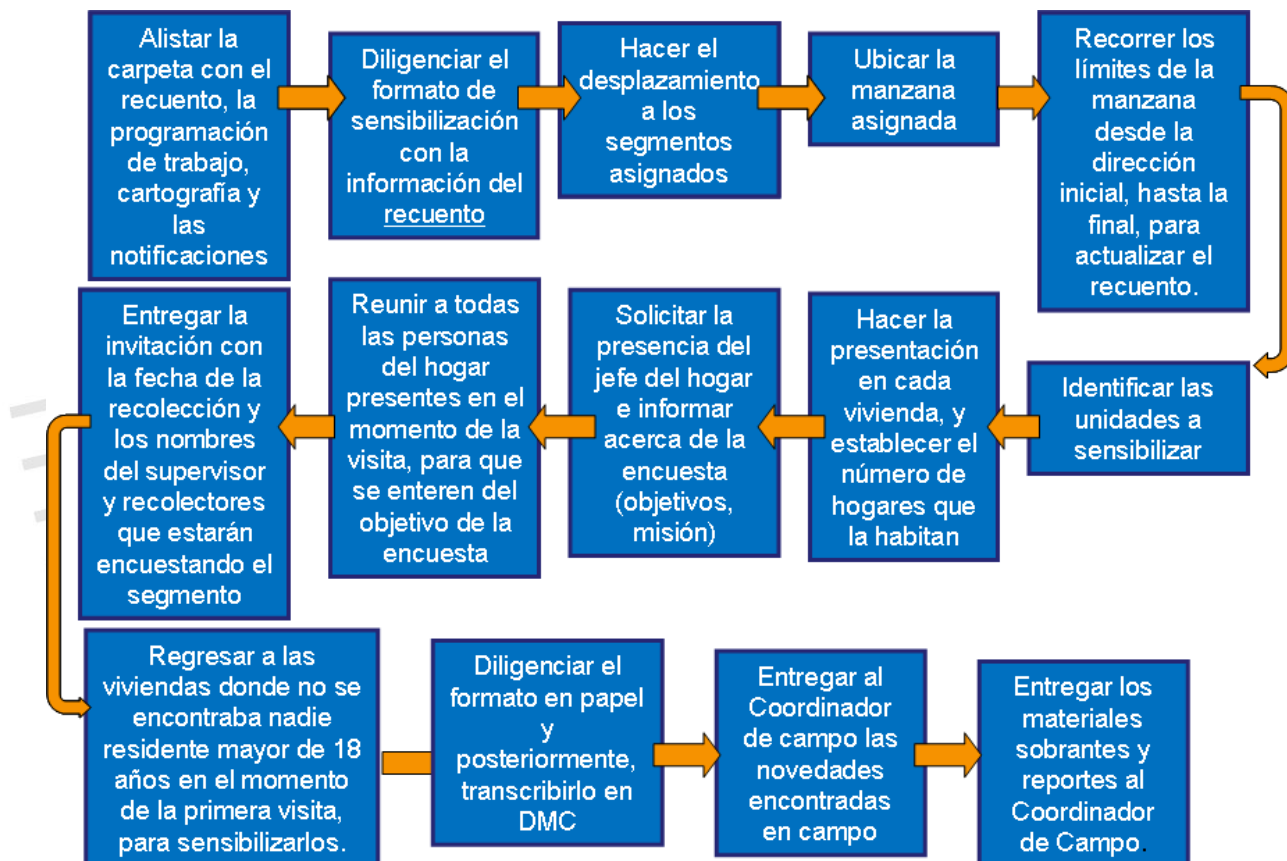 Alistar la
carpeta con el
recuento, la
programación
de trabajo,
cartografía y
las
notificaciones
Diligenciar el
formato de
sensibilización
con la
información del
recuento
Hacer el
desplazamiento
a los
segmentos
asignados
Ubicar la
manzana
asignada
Recorrer los
límites de la
manzana
desde la
dirección
inicial, hasta la
final, para
actualizar el
recuento.
Identificar las
unidades a
sensibilizar
Hacer la
presentación
en cada
vivienda, y
establecer el
número de
hogares que
la habitan
Solicitar la
presencia del
jefe del hogar
e informar
acerca de la
encuesta
(objetivos,
misión)
Reunir a todas
las personas
del hogar
presentes en el
momento de la
visita, para que
se enteren del
objetivo de la
encuesta
Entregar la
invitación con
la fecha de la
recolección y
los nombres
del supervisor
y recolectores
que estarán
encuestando el
segmento
Regresar a las
viviendas donde no se
encontraba nadie
residente mayor de 18
años en el momento
de la primera visita,
para sensibilizarlos.
Diligenciar el
formato en papel
y
posteriormente,
transcribirlo en
DMC
Entregar al
Coordinador
de campo las
novedades
encontradas
en campo
Entregar los
materiales
sobrantes y
reportes al
Coordinador
de Campo.